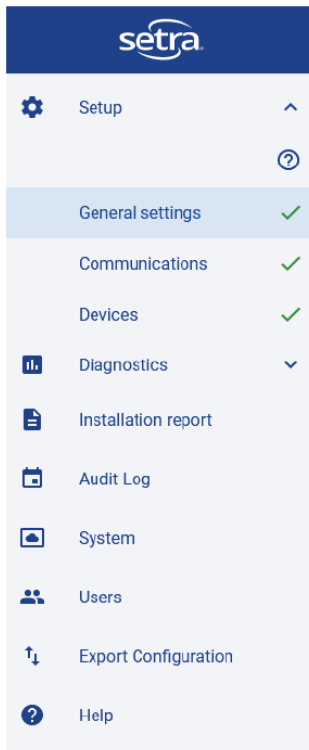 setra
Setup
General settings
Communications
Devices
Diagnostics
Installation report
Audit Log
System
Users
Export Configuration
Help